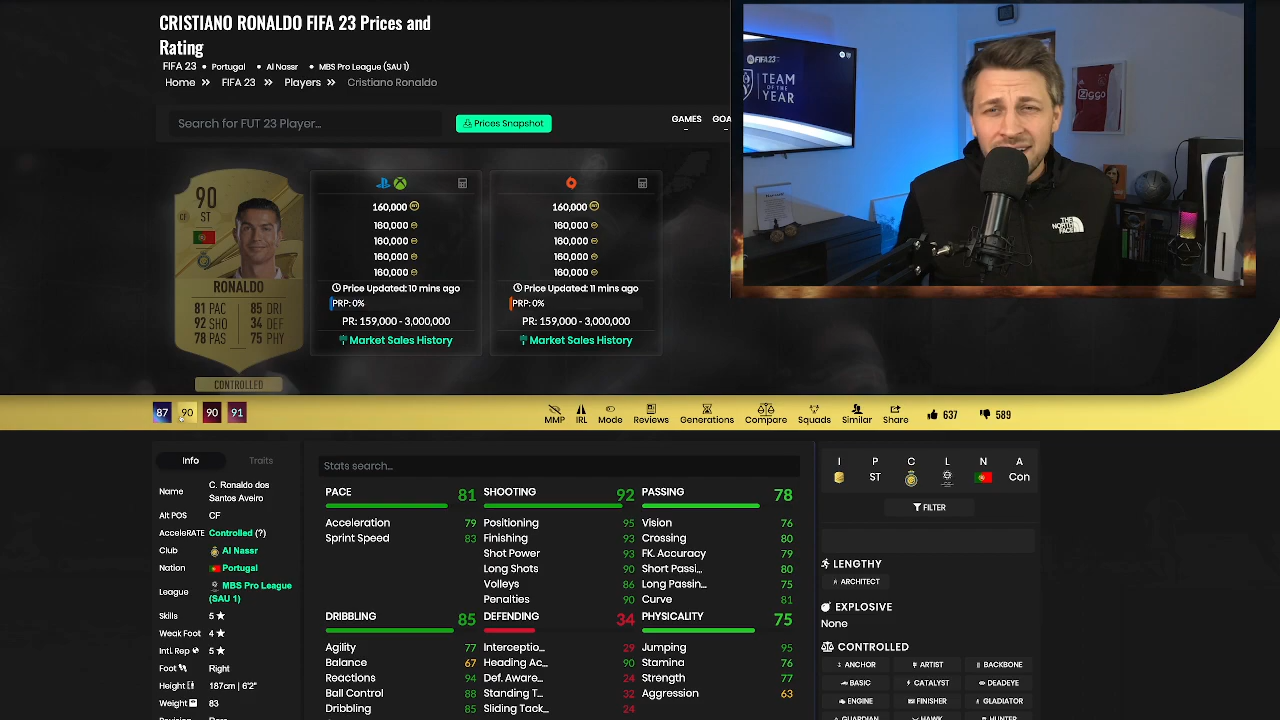 CRISTIANO RONALDO FIFA 23 Prices and
Rating
FIFA 23 • Portugal • Al Nassr • MBS Pro League (SAU 1)
Home » FIFA 23 » Players » Cristiano Ronaldo
Search for FUT 23 Player...
Prices Snapshot
GAMES
-
GOA
-
FIFA 23
TEAM
OF THE
YEAR
Ziggo
THE
NORTH
FACE
90
ST
CF
RONALDO
81 PAC 85 DRI
92 SHO 34 DEF
78 PAS 75 PHY
CONTROLLED
160,000
160,000
160,000
160,000
160,000
Price Updated: 10 mins ago
PRP: 0%
PR: 159,000 - 3,000,000
Market Sales History
160,000
160,000
160,000
160,000
160,000
Price Updated: 11 mins ago
PRP: 0%
PR: 159,000 - 3,000,000
Market Sales History
87 90 90 91
MMP IRL Mode Reviews Generations Compare Squads Similar Share 637 589
Info Traits
Name C. Ronaldo dos
Santos Aveiro
Alt POS CF
AcceleRATE Controlled (?)
Club Al Nassr
Nation Portugal
League MBS Pro League
(SAU 1)
Skills 5 ★
Weak Foot 4 ★
Intl. Rep 5 ★
Foot Right
Height 187cm | 6'2"
Weight 83
Stats search...
PACE 81
Acceleration 79
Sprint Speed 83
SHOOTING 92
Positioning 95
Finishing 93
Shot Power 93
Long Shots 90
Volleys 86
Penalties 90
PASSING 78
Vision 76
Crossing 80
FK. Accuracy 79
Short Passi... 80
Long Passin... 75
Curve 81
DRIBBLING 85
Agility 77
Balance 67
Reactions 94
Ball Control 88
Dribbling 85
DEFENDING 34
Interceptio... 29
Heading Ac... 90
Def. Aware... 24
Standing T... 32
Sliding Tack... 24
PHYSICALITY 75
Jumping 95
Stamina 76
Strength 77
Aggression 63
I P C L N A
ST Con
FILTER
LENGTHY
ARCHITECT
EXPLOSIVE
None
CONTROLLED
ANCHOR ARTIST BACKBONE
BASIC CATALYST DEADEYE
ENGINE FINISHER GLADIATOR
GUARDIAN HAWK HUNTER